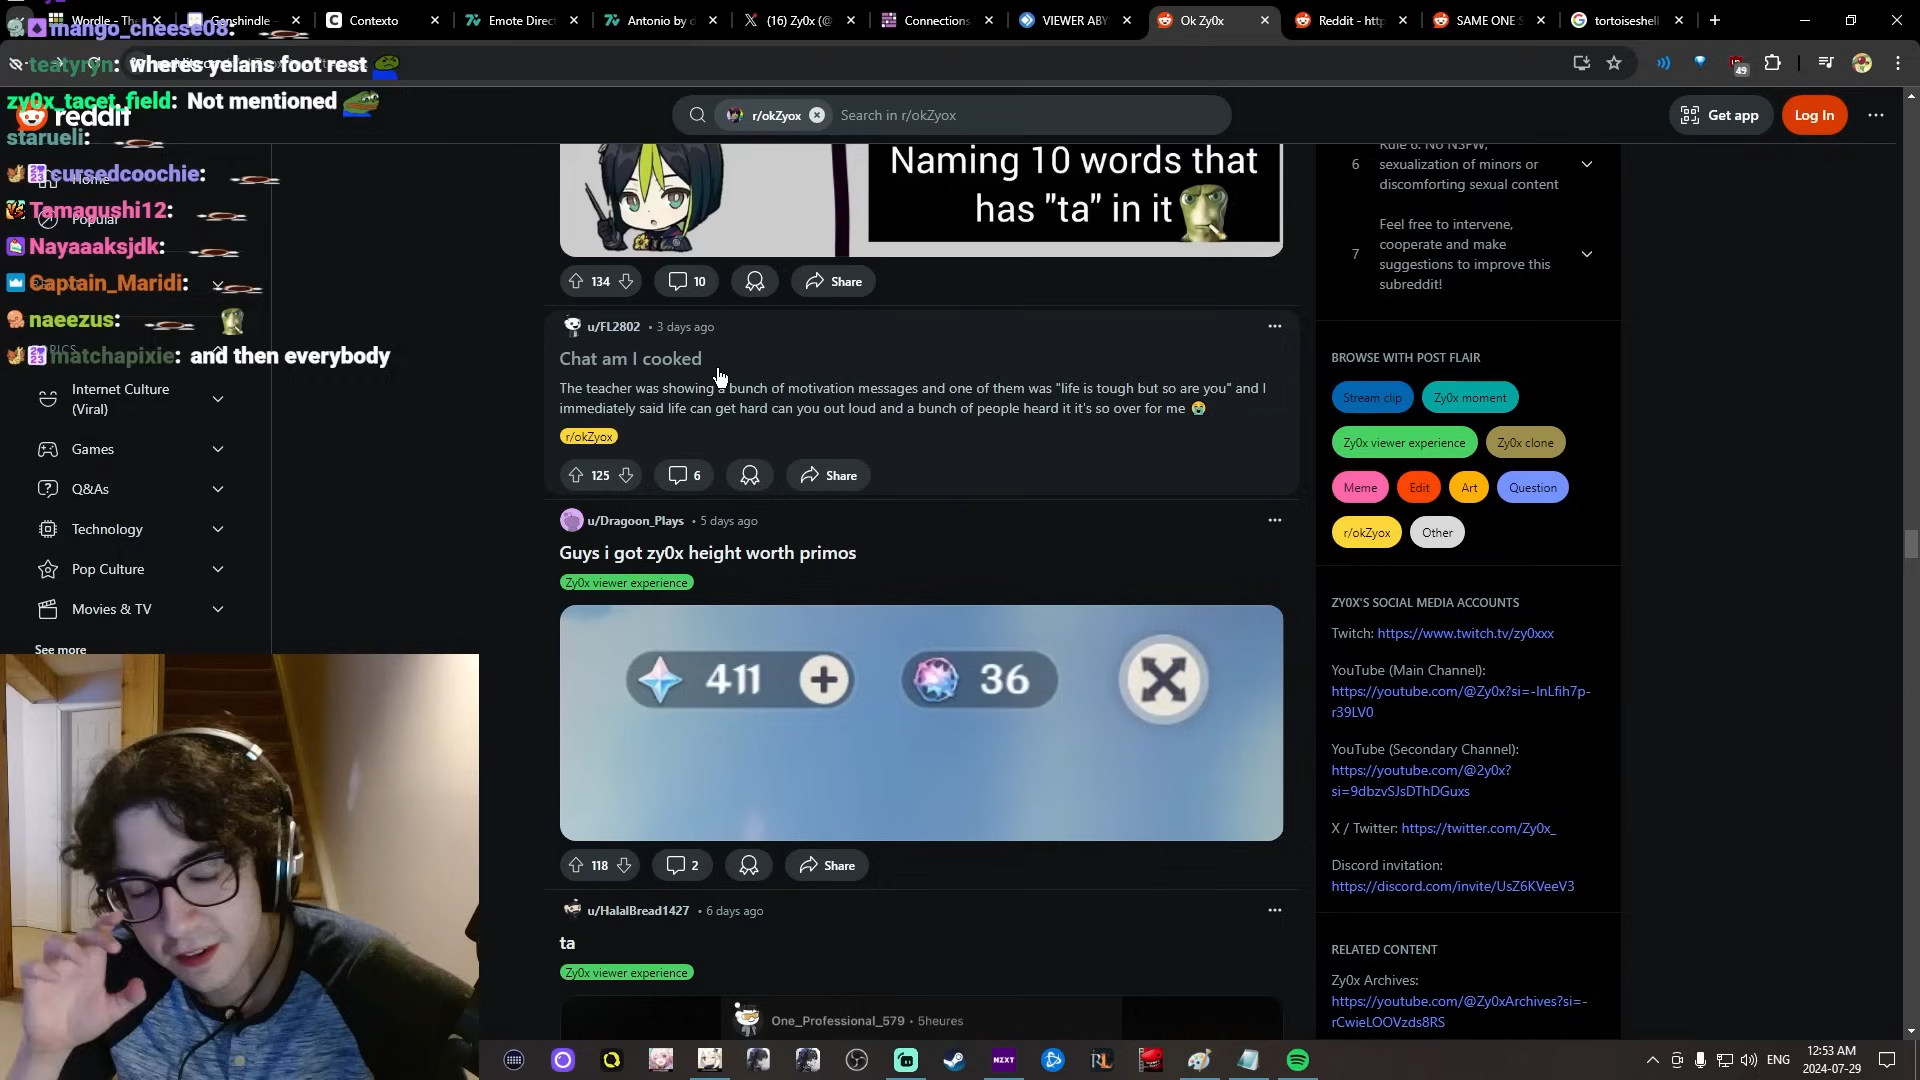 Wordle - The
Genshindle -
Contexto
Emote Direc
Antonio by d
(16) Zy0x (@
Connections
VIEWER ABY
Ok Zy0x
Reddit - http
SAME ONE S
tortoiseshell
mango_cheese08:
teatyryn: wheres yelans foot rest
49
zy0x_tacet_field: Not mentioned
reddit
r/okZyox
Search in r/okZyox
Get app
Log In
starueli:
cursedcoochie:
Home
Tamagushi12:
Popular
Nayaaaksjdk:
Captain_Maridi:
naeezus:
matchapixie: and then everybody
Internet Culture
(Viral)
Games
Q&As
Technology
Pop Culture
Movies & TV
See more
Naming 10 words that
has "ta" in it
134
10
Share
u/FL2802 • 3 days ago
Chat am I cooked
The teacher was showing a bunch of motivation messages and one of them was "life is tough but so are you" and I
immediately said life can get hard can you out loud and a bunch of people heard it it's so over for me 😭
r/okZyox
125
6
Share
u/Dragoon_Plays • 5 days ago
Guys i got zy0x height worth primos
Zy0x viewer experience
411
36
118
2
Share
u/HalalBread1427 • 6 days ago
ta
Zy0x viewer experience
One_Professional_579 • 5heures
Rule 6. No NSFW,
6
sexualization of minors or
discomforting sexual content
Feel free to intervene,
cooperate and make
7
suggestions to improve this
subreddit!
BROWSE WITH POST FLAIR
Stream clip
Zy0x moment
Zy0x viewer experience
Zy0x clone
Meme
Edit
Art
Question
r/okZyox
Other
ZY0X'S SOCIAL MEDIA ACCOUNTS
Twitch: https://www.twitch.tv/zy0xxx
YouTube (Main Channel):
https://youtube.com/@Zy0x?si=-InLfih7p-
r39LV0
YouTube (Secondary Channel):
https://youtube.com/@2y0x?
si=9dbzvSJsDThDGuxs
X / Twitter: https://twitter.com/Zy0x_
Discord invitation:
https://discord.com/invite/UsZ6KVeeV3
RELATED CONTENT
Zy0x Archives:
https://youtube.com/@Zy0xArchives?si=-
rCwieLOOVzds8RS
NZXT
RL
ENG
12:53 AM
2024-07-29